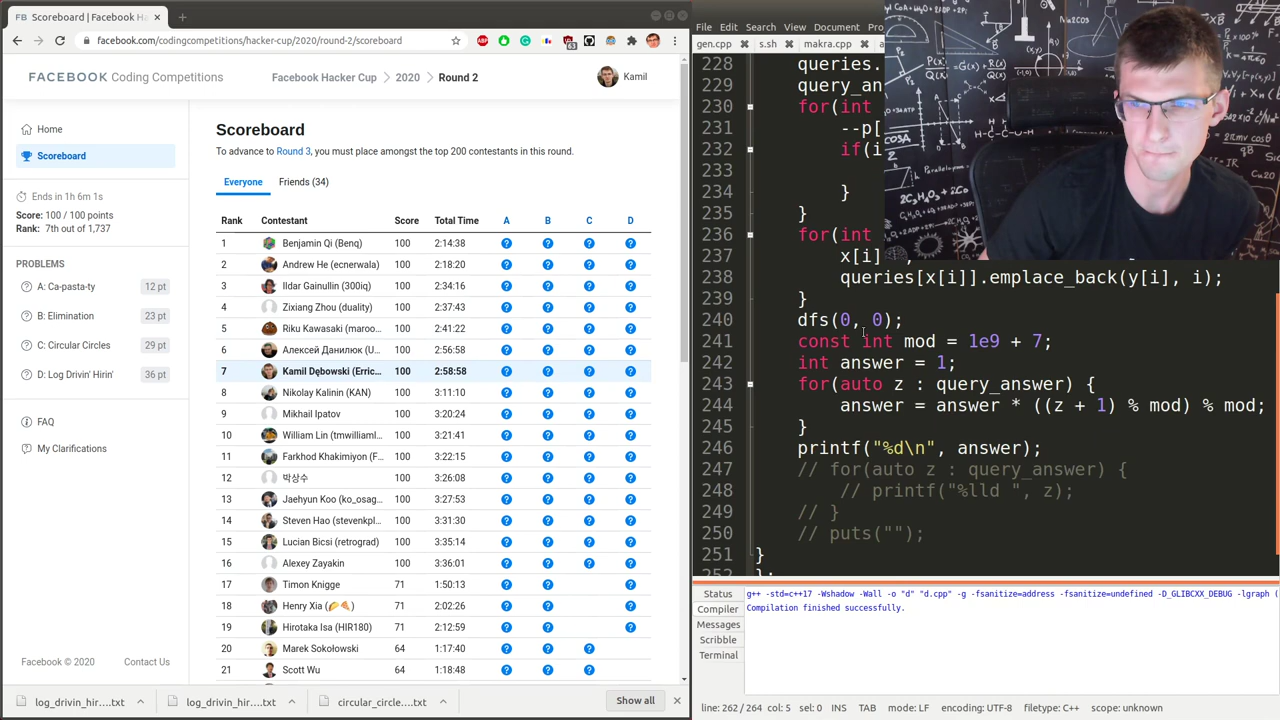 Scoreboard | Facebook H
facebook.com/codingcompetitions/hacker-cup/2020/round-2/scoreboard
FACEBOOK Coding Competitions
Facebook Hacker Cup
2020
Round 2
Kamil
Home
Scoreboard
Ends in 1h 6m 1s
Score: 100 / 100 points
Rank: 7th out of 1,737
PROBLEMS
A: Ca-pasta-ty 12 pt
B: Elimination 23 pt
C: Circular Circles 29 pt
D: Log Drivin' Hirin' 36 pt
FAQ
My Clarifications
Facebook © 2020 Contact Us
Scoreboard
To advance to Round 3, you must place amongst the top 200 contestants in this round.
Everyone Friends (34)
Rank Contestant Score Total Time A B C D
1 Benjamin Qi (Benq) 100 2:14:38
2 Andrew He (ecnerwala) 100 2:18:20
3 Ildar Gainullin (300iq) 100 2:34:16
4 Zixiang Zhou (duality) 100 2:37:43
5 Riku Kawasaki (maroo... 100 2:41:22
6 Алексей Данилюк (U... 100 2:56:58
7 Kamil Dębowski (Erric... 100 2:58:58
8 Nikolay Kalinin (KAN) 100 3:11:10
9 Mikhail Ipatov 100 3:20:24
10 William Lin (tmwilliaml... 100 3:21:41
11 Farkhod Khakimiyon (F... 100 3:22:15
12 박상수 100 3:26:08
13 Jaehyun Koo (ko_osag... 100 3:27:53
14 Steven Hao (stevenkpl... 100 3:31:30
15 Lucian Bicsi (retrograd) 100 3:35:14
16 Alexey Zayakin 100 3:36:01
17 Timon Knigge 71 1:50:13
18 Henry Xia (🌮🍕) 71 2:02:26
19 Hirotaka Isa (HIR180) 71 2:12:59
20 Marek Sokołowski 64 1:17:40
21 Scott Wu 64 1:18:48
log_drivin_hir....txt
log_drivin_hir....txt
circular_circle....txt
Show all
File Edit Search View Document
gen.cpp s.sh makra.cpp
228 queries.
229 query_an
230 for(int
231 --p[
232 if(i
233
234 }
235 }
236 for(int
237 x[i]
238 queries[x[i]].emplace_back(y[i], i);
239 }
240 dfs(0, 0);
241 const int mod = 1e9 + 7;
242 int answer = 1;
243 for(auto z : query_answer) {
244 answer = answer * ((z + 1) % mod) % mod;
245 }
246 printf("%d\n", answer);
247 // for(auto z : query_answer) {
248 // printf("%lld ", z);
249 // }
250 // puts("");
251 }
252 };
Status
Compiler
Messages
Scribble
Terminal
g++ -std=c++17 -Wshadow -Wall -o "d" "d.cpp" -g -fsanitize=address -fsanitize=undefined -D_GLIBCXX_DEBUG -lgraph (
Compilation finished successfully.
line: 262 / 264 col: 5 sel: 0 INS TAB mode: LF encoding: UTF-8 filetype: C++ scope: unknown